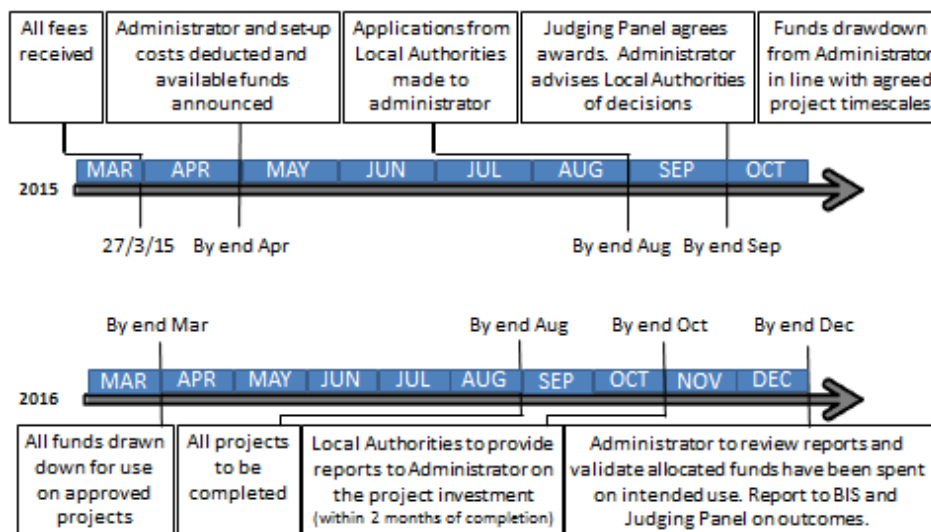 All fees
received
Administrator and set-up
costs deducted and
available funds
announced
Applications from
Local Authorities
made to
administrator
Judging Panel agrees
awards. Administrator
advises Local Authorities
of decisions
Funds drawdown
from Administrator
in line with agreed
project timescales
MAR APR MAY JUN JUL AUG SEP OCT
2015
27/3/15 By end Apr By end Aug By end Sep
By end Mar By end Aug By end Oct By end Dec
MAR APR MAY JUN JUL AUG SEP OCT NOV DEC
2016
All funds drawn
down for use
on approved
projects
All projects
to be
completed
Local Authorities to provide
reports to Administrator on
the project investment
(within 2 months of completion)
Administrator to review reports and
validate allocated funds have been spent
on intended use. Report to BIS and
Judging Panel on outcomes.